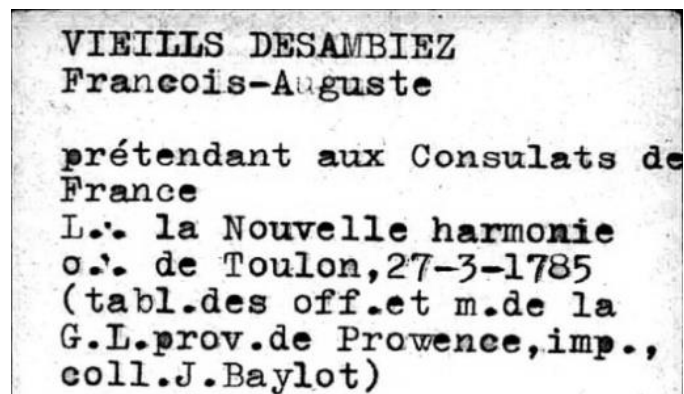 VIEILLS DESAMBIEZ
Francois-Auguste
prétendant aux Consulats de
France
L∴ la Nouvelle harmonie
o∴ de Toulon,27-3-1785
(tabl.des off.et m.de la
G.L.prov.de Provence,imp.,
coll.J.Baylot)